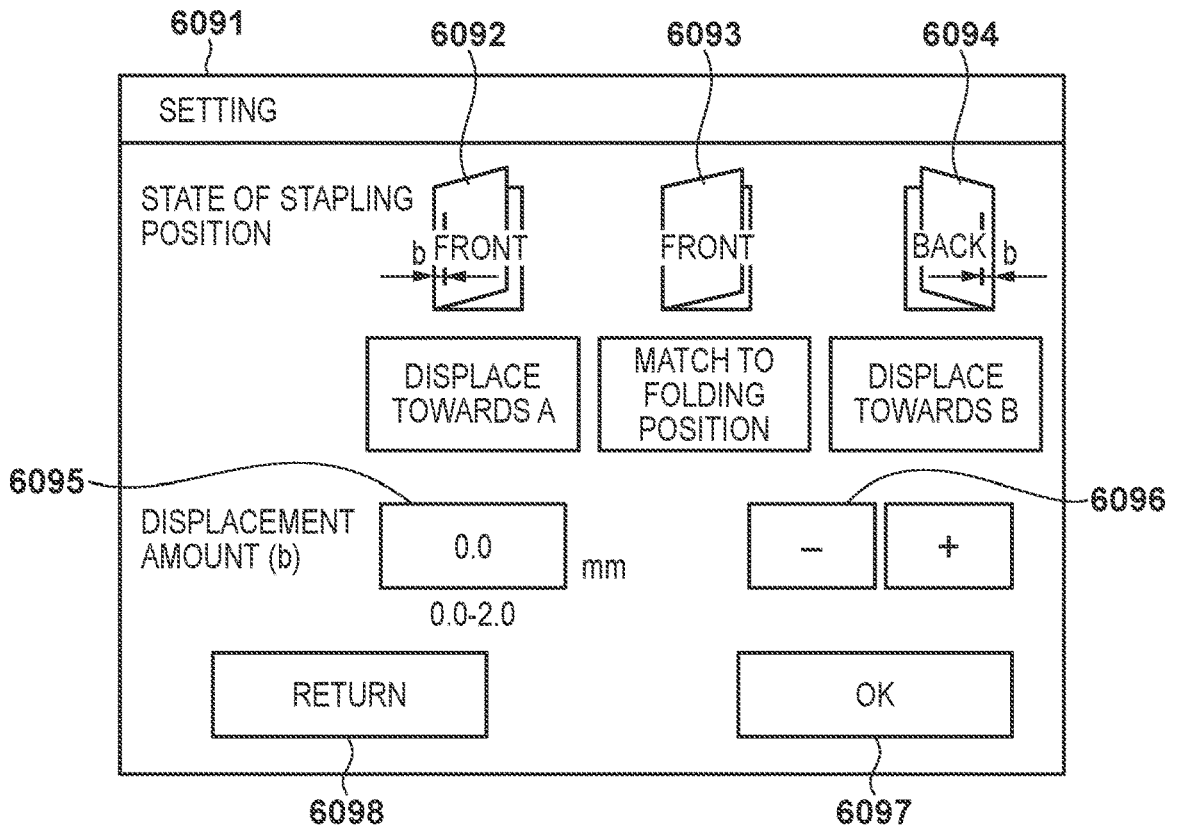 6091
6092
6093
6094
SETTING
STATE OF STAPLING
POSITION
b
FRONT
FRONT
BACK
b
DISPLACE
TOWARDS A
MATCH TO
FOLDING
POSITION
DISPLACE
TOWARDS B
6095
6096
DISPLACEMENT
AMOUNT (b)
0.0
mm
0.0-2.0
–
+
RETURN
OK
6098
6097